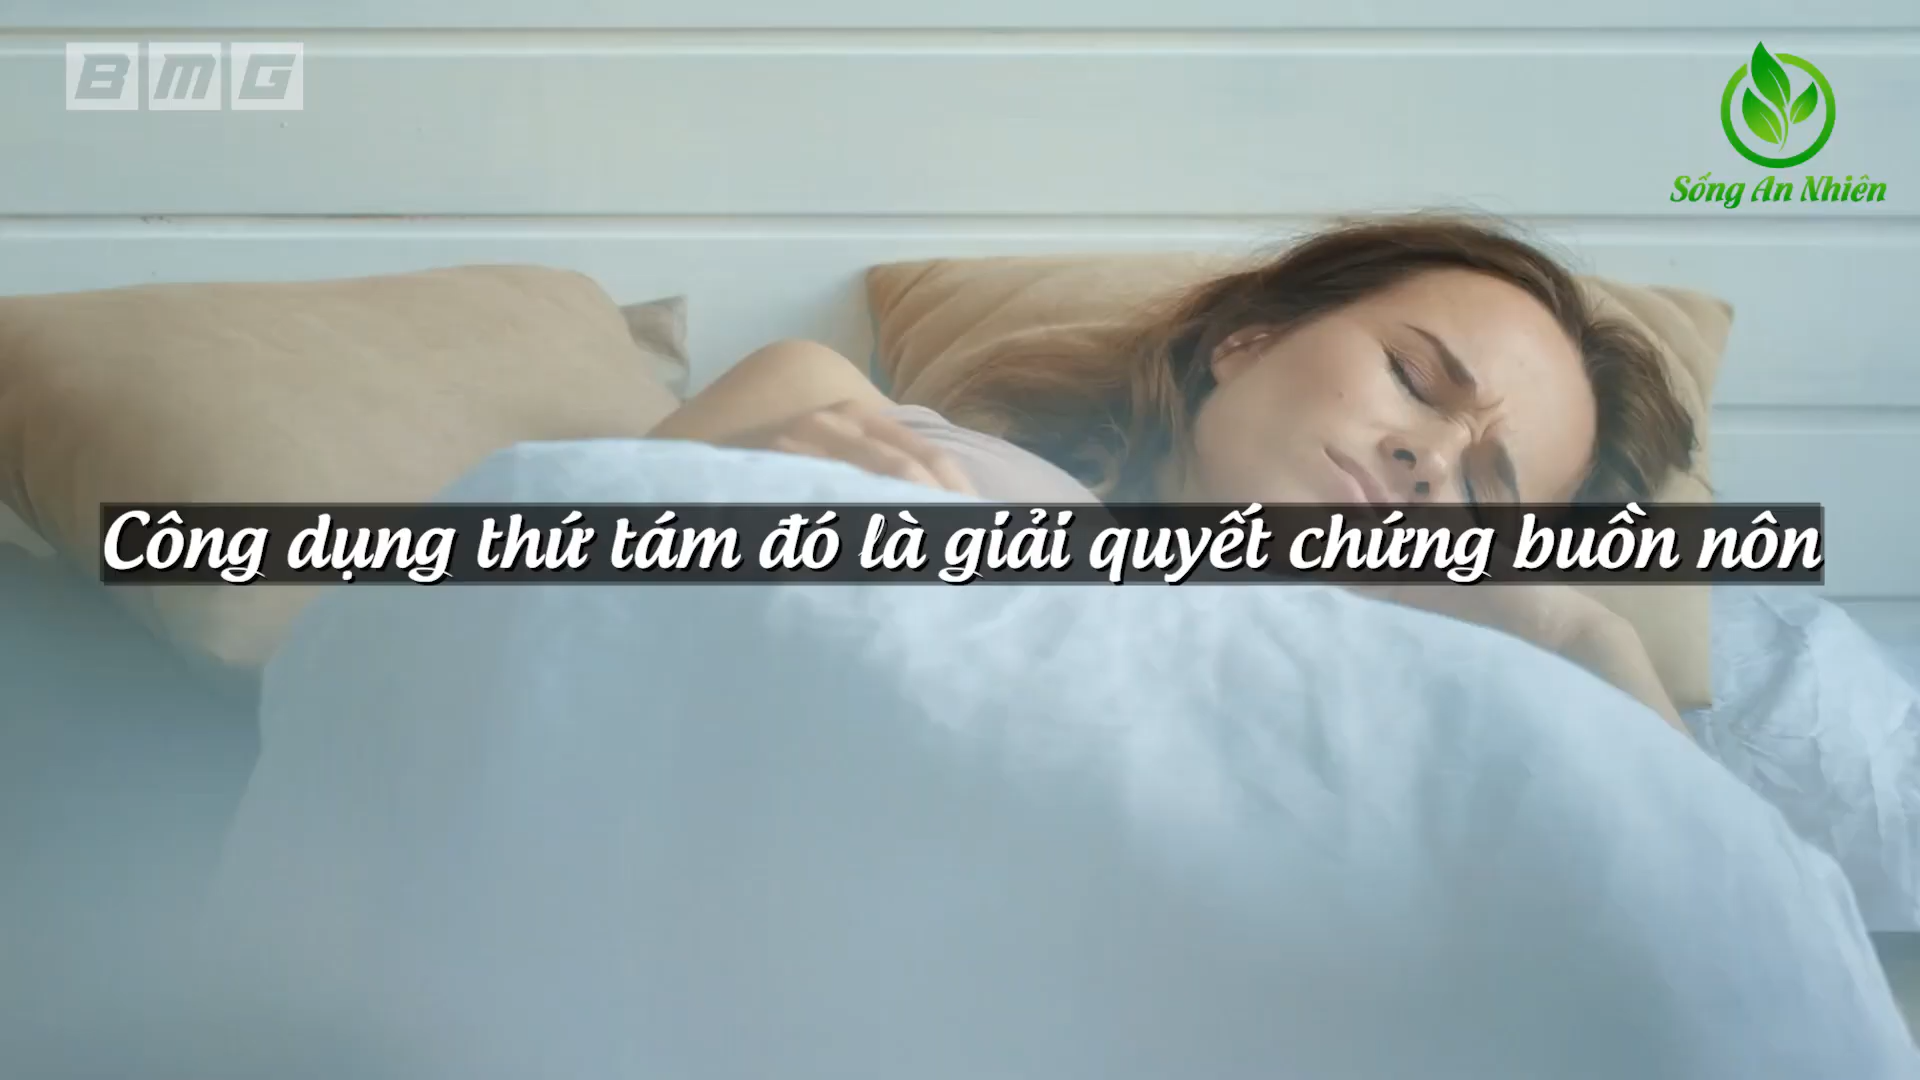 BMG
Sống An Nhiên
Công dụng thứ tám đó là giải quyết chứng buồn nôn